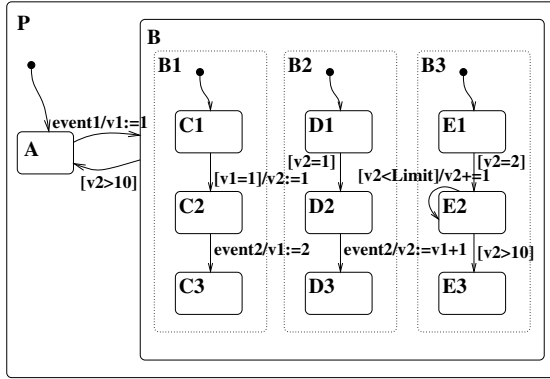 P
B
B1 B2 B3
event1/v1:=1
A C1 D1 E1
[v2>10] [v1=1]/v2:=1 [v2=1] [v2=2]
[v2<Limit]/v2+=1
C2 D2 E2
event2/v1:=2 event2/v2:=v1+1 [v2>10]
C3 D3 E3